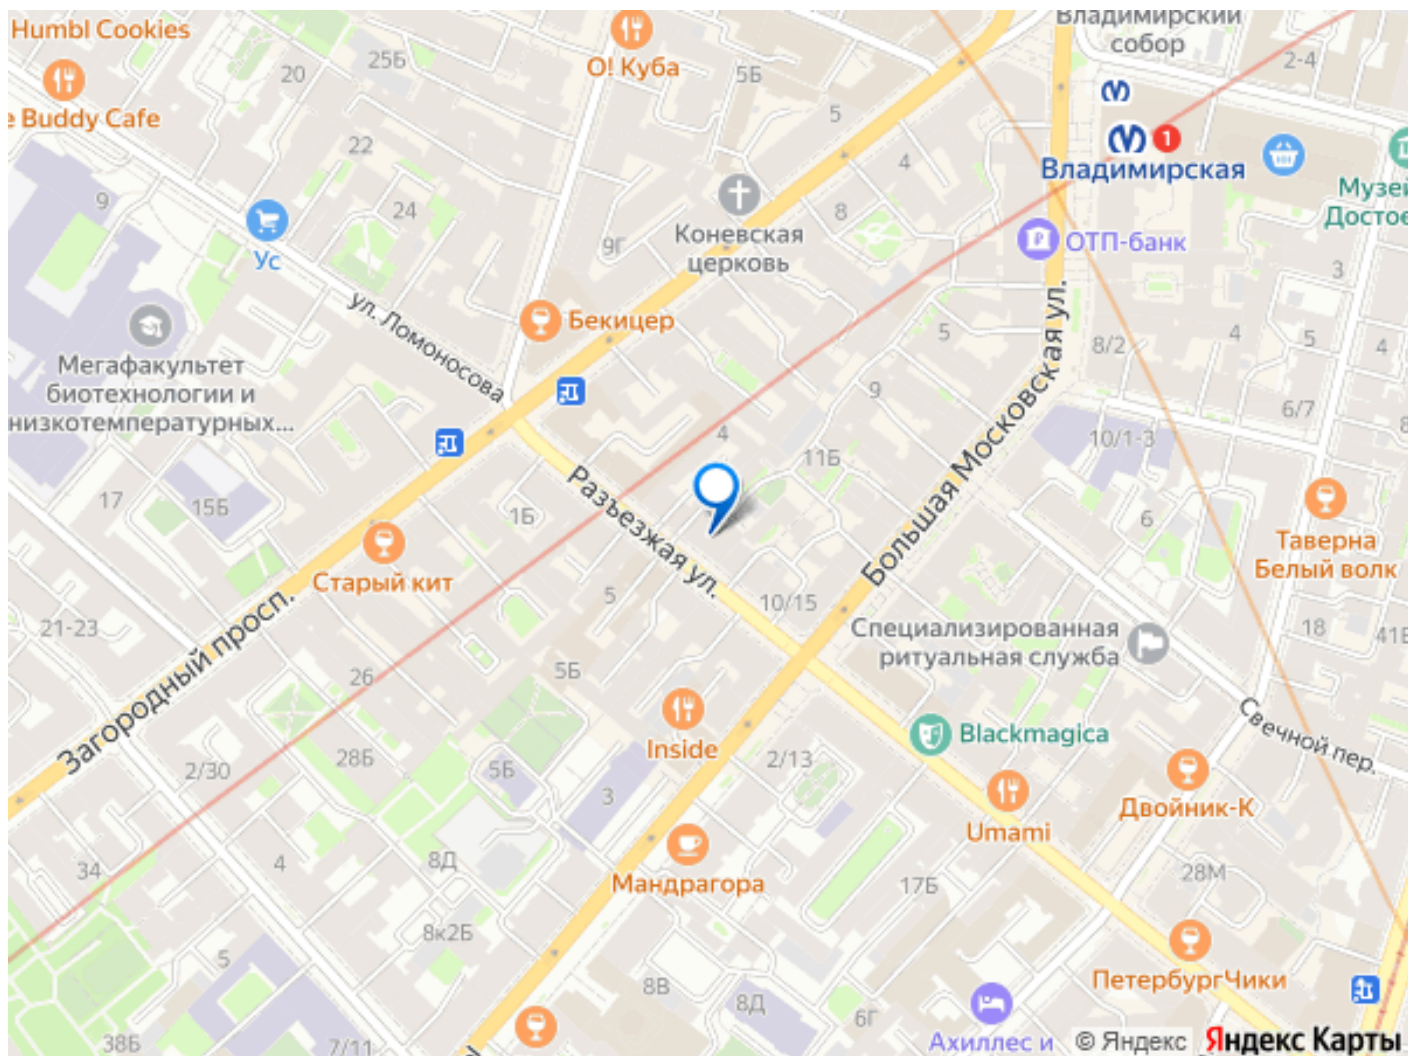 Humbl Cookies
Владимирский
собор
О! Куба
20
25Б
5Б
2-4
e Buddy Cafe
5
22
4
Владимирская
1
Музей
Достое
9
24
8
Коневская
церковь
9Г
ОТП-банк
Ус
3
ул. Ломоносова
Бекицер
5
8/2
4
5
4
Мегафакультет
биотехнологии и
низкотемпературных...
9
6/7
4
10/1-3
11Б
Большая Московская ул.
17
15Б
1Б
Разъезжая ул.
6
Таверна
Белый волк
Старый кит
5
10/15
21-23
Специализированная
ритуальная служба
18
41Б
Загородный просп.
26
5Б
Свечной пер.
Inside
Blackmagica
2/30
28Б
5Б
3
2/13
Двойник-К
Umami
34
4
8Д
Мандрагора
17Б
28М
8к2Б
5
ПетербургЧики
8В
8Д
6Г
38Б
7/11
Ахиллес и
© Яндекс
Яндекс Карты